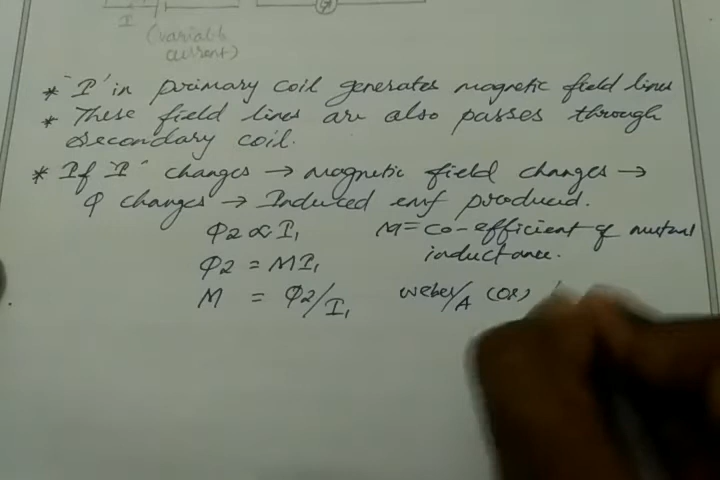 I
(variable
current)
* "I" in primary coil generates magnetic field lines
* These field lines are also passes through
secondary coil.
* If "I" changes → magnetic field changes →
φ changes → Induced emf produced.
φ2 ∝ I₁ M = co-efficient of mutual
inductance.
φ2 = MI₁
M = φ2/I₁ weber/A (or)